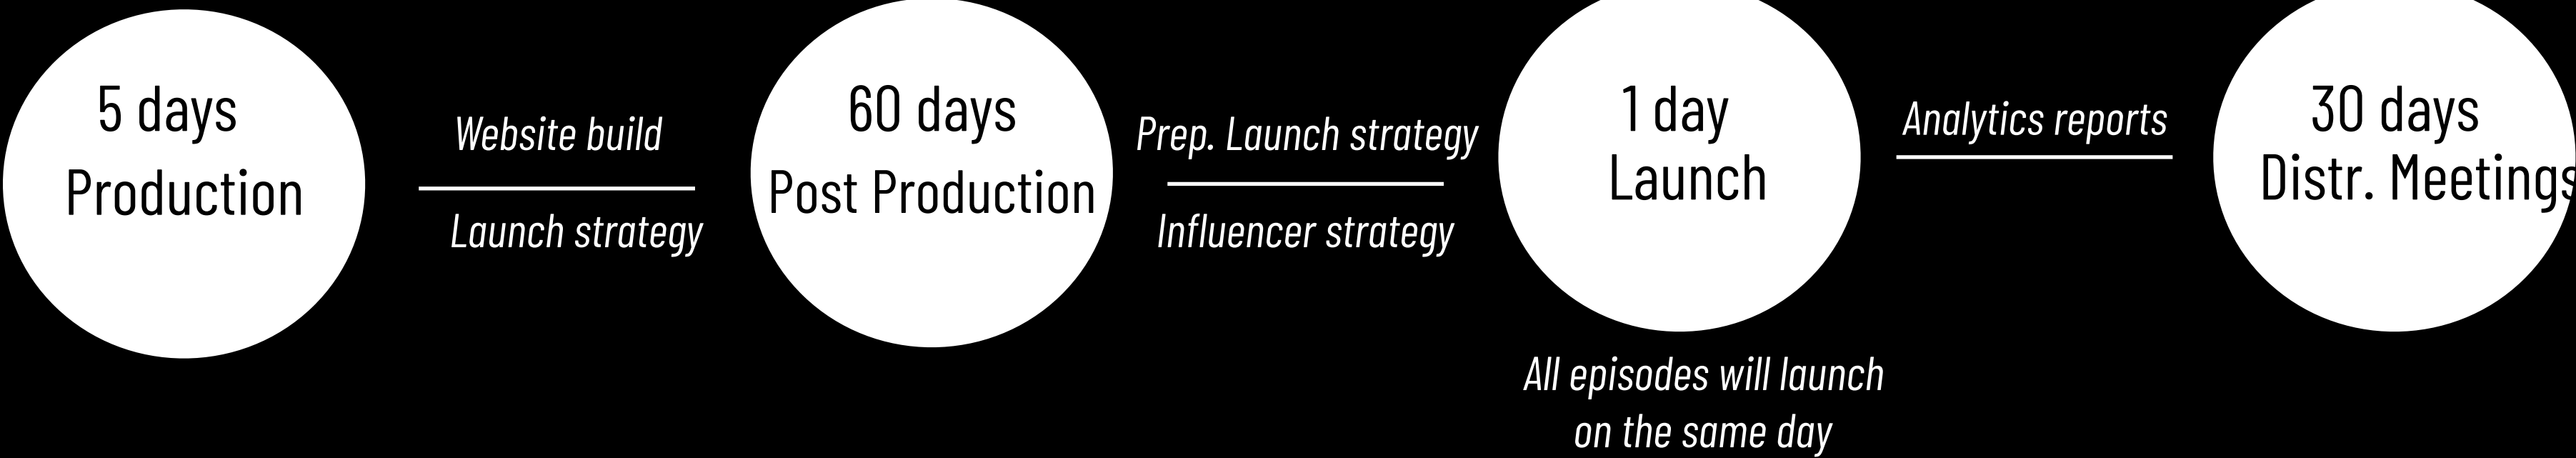 5 days
Production
Website build
Launch strategy
60 days
Post Production
Prep. Launch strategy
Influencer strategy
1 day
Launch
All episodes will launch
on the same day
Analytics reports
30 days
Distr. Meetings